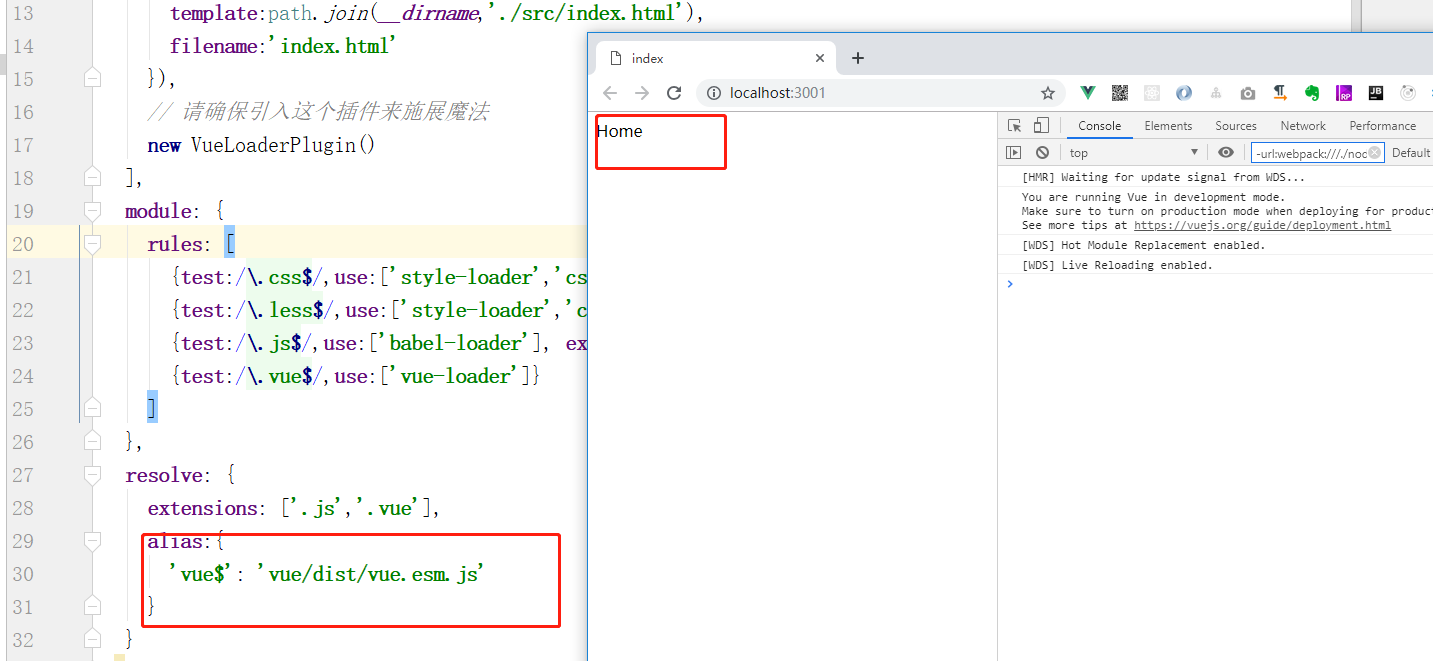 13 template:path.join(__dirname,'./src/index.html'),
14 filename:'index.html'
15 }),
16 // 请确保引入这个插件来施展魔法
17 new VueLoaderPlugin()
18 ],
19 module: {
20 rules: [
21 {test:/\.css$/,use:['style-loader','cs
22 {test:/\.less$/,use:['style-loader','c
23 {test:/\.js$/,use:['babel-loader'], ex
24 {test:/\.vue$/,use:['vue-loader']}
25 ]
26 },
27 resolve: {
28 extensions: ['.js','.vue'],
29 alias:{
30 'vue$': 'vue/dist/vue.esm.js'
31 }
32 }
index
localhost:3001
RP
JB
Home
Console Elements Sources Network Performance
top -url:webpack:///./noc Default
[HMR] Waiting for update signal from WDS...
You are running Vue in development mode.
Make sure to turn on production mode when deploying for product
See more tips at https://vuejs.org/guide/deployment.html
[WDS] Hot Module Replacement enabled.
[WDS] Live Reloading enabled.